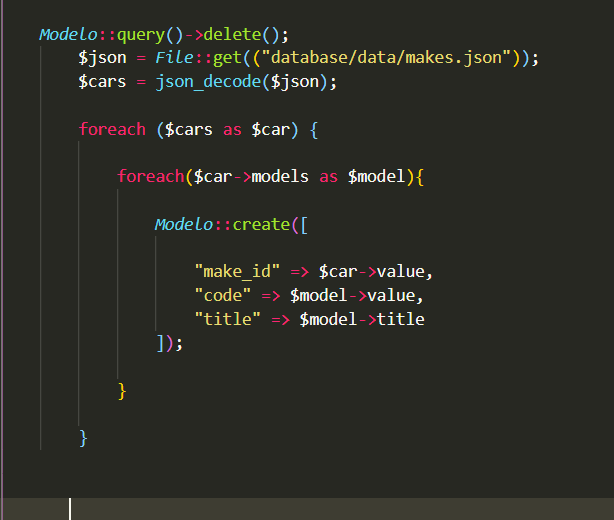 Modelo::query()->delete();
$json = File::get(("database/data/makes.json"));
$cars = json_decode($json);
foreach ($cars as $car) {
foreach($car->models as $model){
Modelo::create([
"make_id" => $car->value,
"code" => $model->value,
"title" => $model->title
]);
}
}